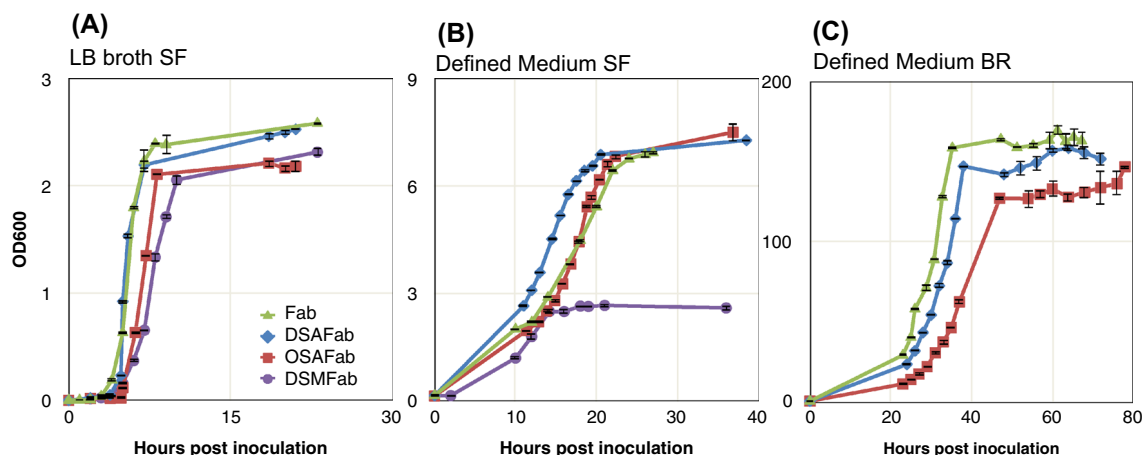 (A)
LB broth SF
(B)
Defined Medium SF
(C)
Defined Medium BR
OD600
3
2
1
0
15
30
Hours post inoculation
Fab
DSAFab
OSAFab
DSMFab
9
6
3
0
0
10
20
30
40
Hours post inoculation
200
100
0
0
20
40
60
80
Hours post inoculation
0